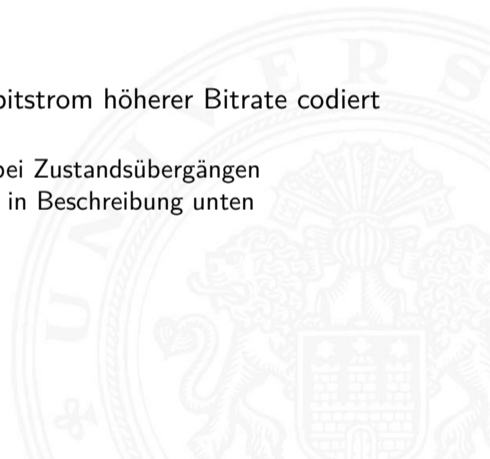 bitstrom höherer Bitrate codiert
bei Zustandsübergängen
in Beschreibung unten